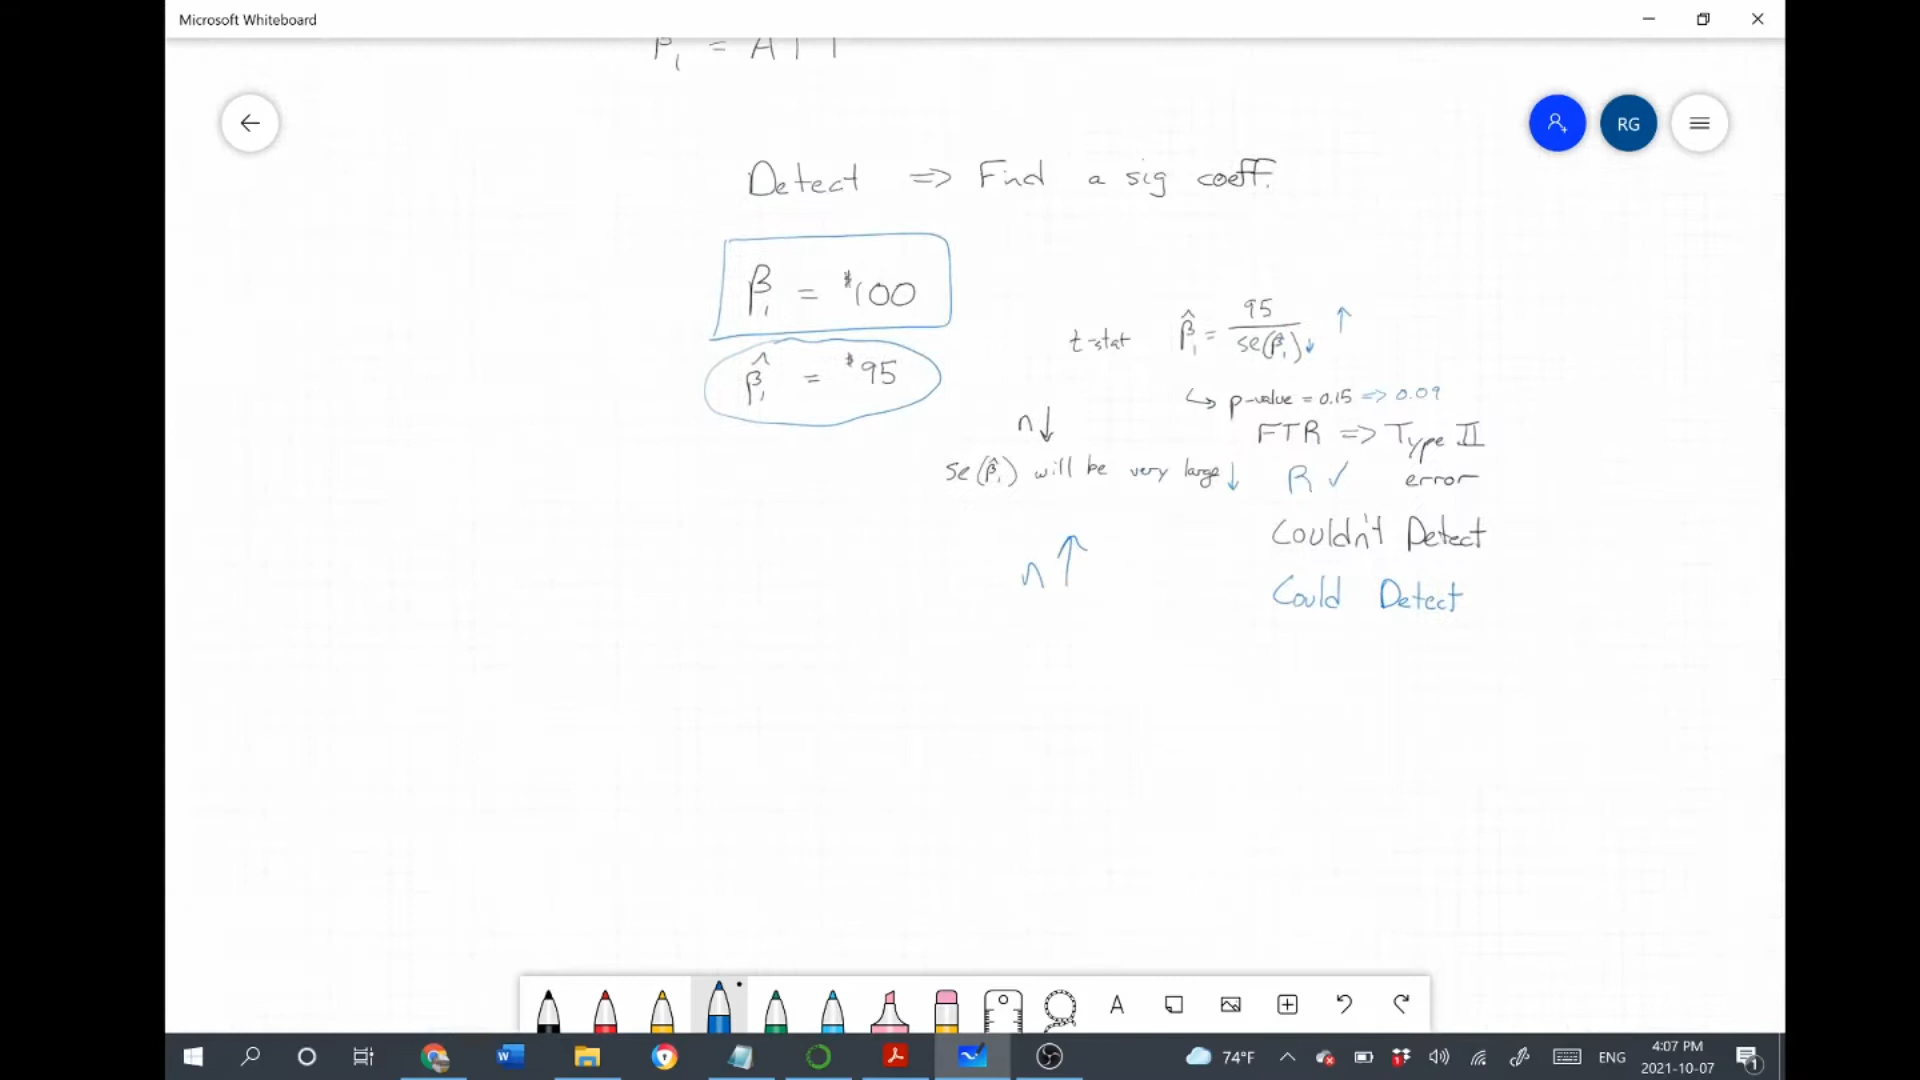 Microsoft Whiteboard
RG
Detect => Find a sig coeff.
β₁ = $100
β̂₁ = $95
t-stat β̂₁ = 95 / se(β̂₁) ↓ ↑
↳ p-value = 0.15 => 0.09
n↓
FTR => Type II
error
se(β̂₁) will be very large ↓
R ✓
Couldn't Detect
n↑
Could Detect
A
74°F
ENG
4:07 PM
2021-10-07
1